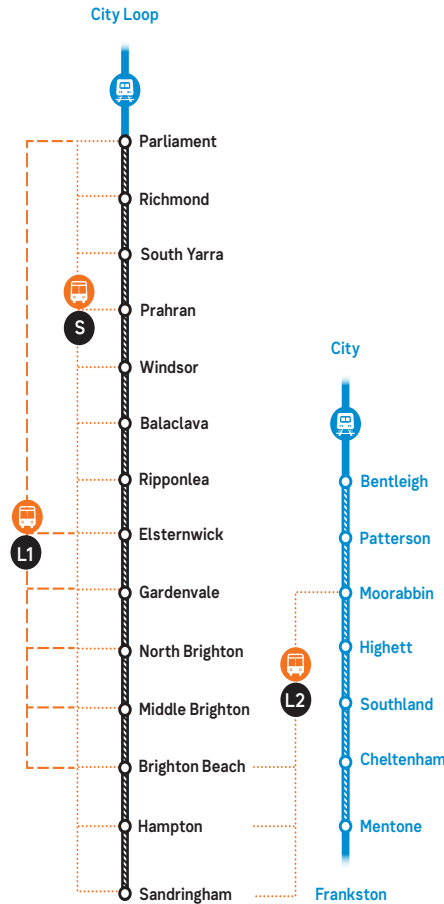 City Loop
Parliament
Richmond
South Yarra
Prahran
S
Windsor
Balaclava
Ripponlea
Elsternwick
L1
Gardenvale
North Brighton
Middle Brighton
Brighton Beach
Hampton
Sandringham
L2
City
Bentleigh
Patterson
Moorabbin
Highett
Southland
Cheltenham
Mentone
Frankston